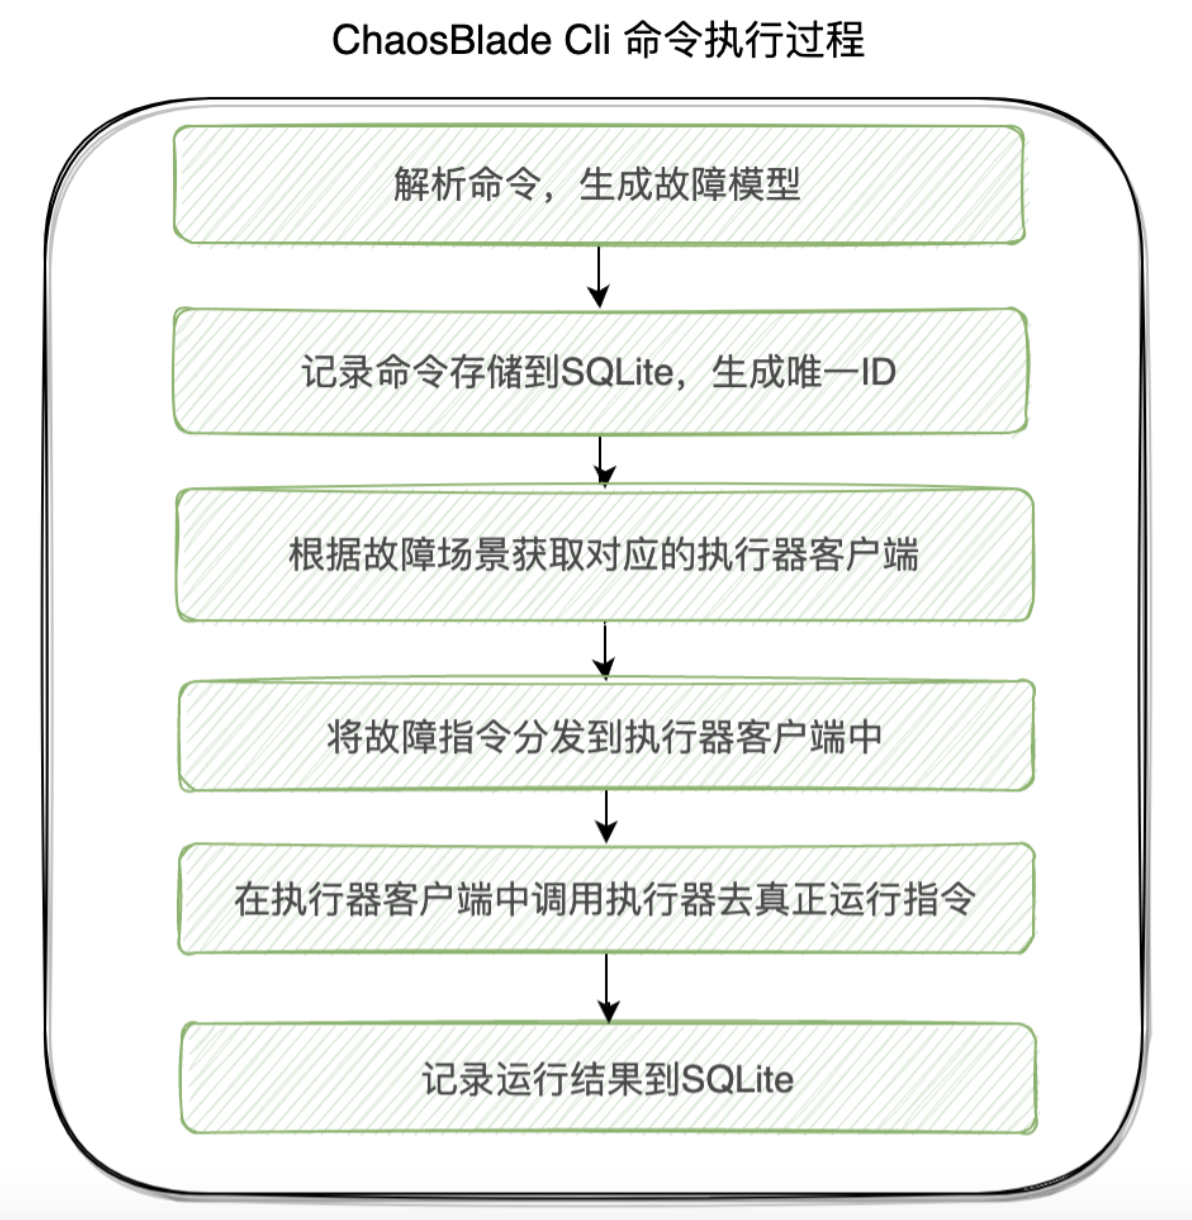 ChaosBlade Cli 命令执行过程
解析命令，生成故障模型
记录命令存储到SQLite，生成唯一ID
根据故障场景获取对应的执行器客户端
将故障指令分发到执行器客户端中
在执行器客户端中调用执行器去真正运行指令
记录运行结果到SQLite